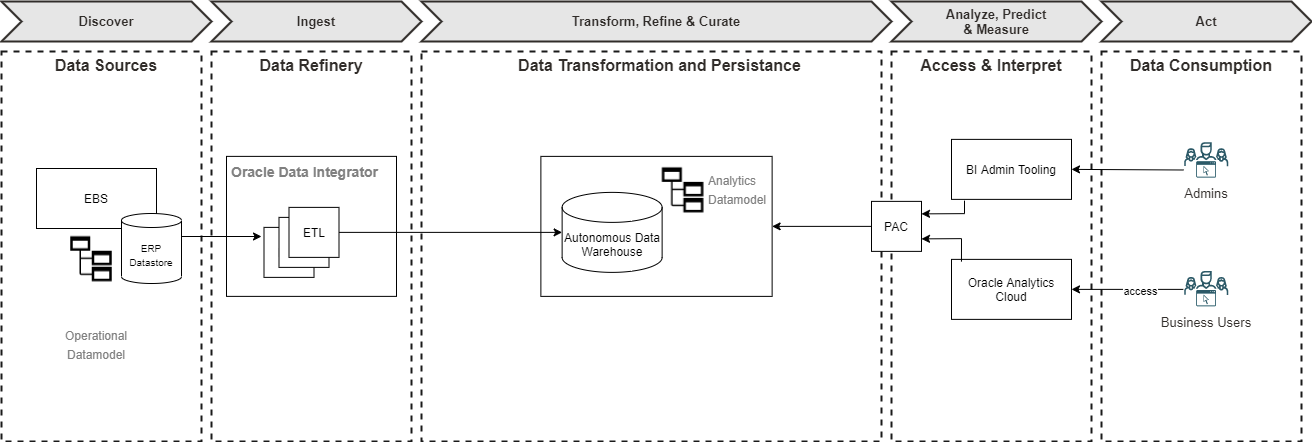 Discover
Ingest
Transform, Refine & Curate
Analyze, Predict
& Measure
Act
Data Sources
Data Refinery
Data Transformation and Persistance
Access & Interpret
Data Consumption
EBS
ERP
Datastore
Operational
Datamodel
Oracle Data Integrator
ETL
Autonomous Data
Warehouse
Analytics
Datamodel
PAC
BI Admin Tooling
Oracle Analytics
Cloud
Admins
access
Business Users